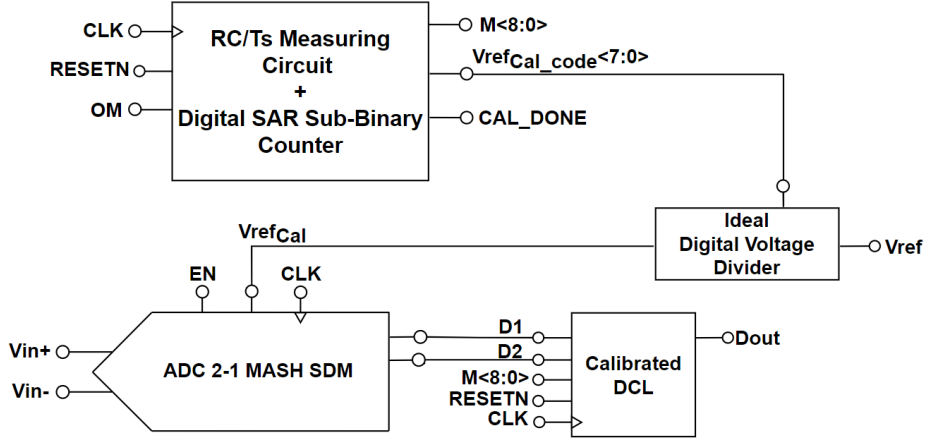 CLK
RESETN
OM
RC/Ts Measuring
Circuit
+
Digital SAR Sub-Binary
Counter
M<8:0>
VrefCal_code<7:0>
CAL_DONE
Ideal
Digital Voltage
Divider
Vref
VrefCal
EN
CLK
Vin+
Vin-
ADC 2-1 MASH SDM
D1
D2
M<8:0>
RESETN
CLK
Calibrated
DCL
Dout